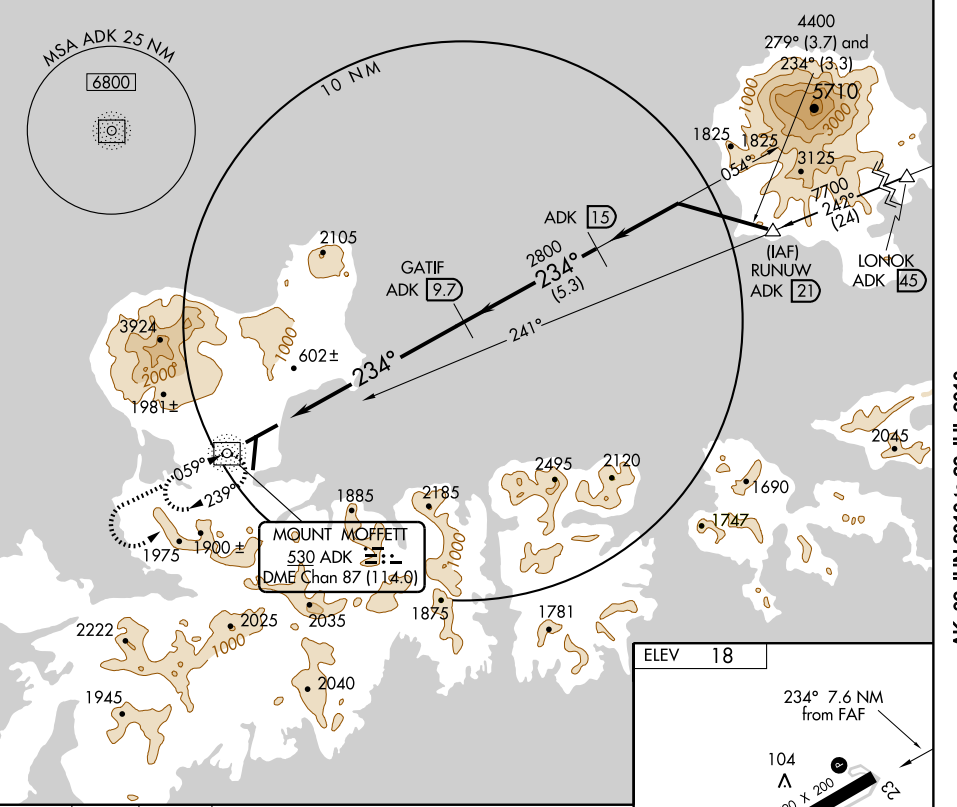 MSA ADK 25 NM
6800
10 NM
4400
279° (3.7) and
234° (3.3)
5710
1000
3000
1825
1825
3125
054°
7700
242°
(24)
ADK 15
(IAF)
RUNUW
ADK 21
LONOK
ADK 45
2800
234°
(5.3)
GATIF
ADK 9.7
241°
234°
2105
3924
2000
1981±
1000
602±
059°
239°
1975
1900 ±
1885
2185
1000
2495
2120
1690
1747
2045
MOUNT MOFFETT
530 ADK
DME Chan 87 (114.0)
2035
1875
1781
2222
2025
1000
1945
2040
ELEV 18
234° 7.6 NM
from FAF
104
P
X 200
23